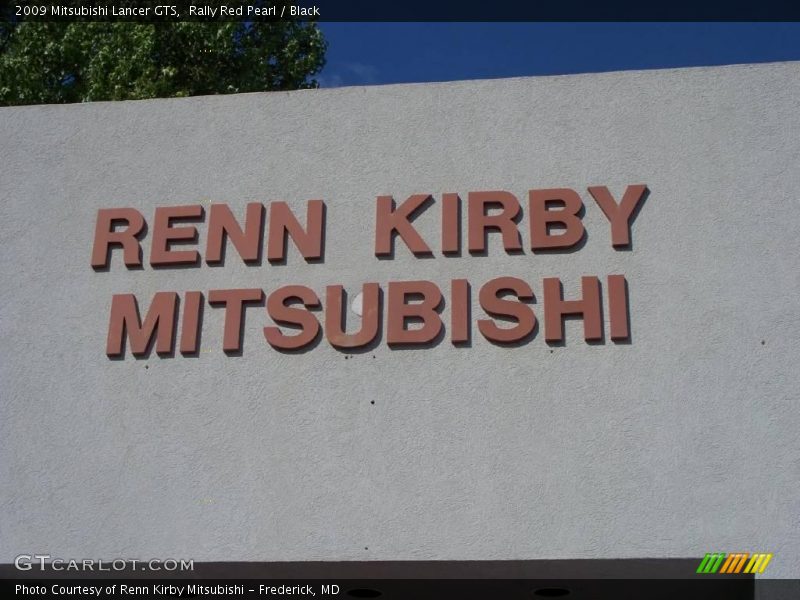 2009 Mitsubishi Lancer GTS,  Rally Red Pearl / Black
RENN KIRBY
MITSUBISHI
GTCARLOT.COM
Photo Courtesy of Renn Kirby Mitsubishi - Frederick, MD